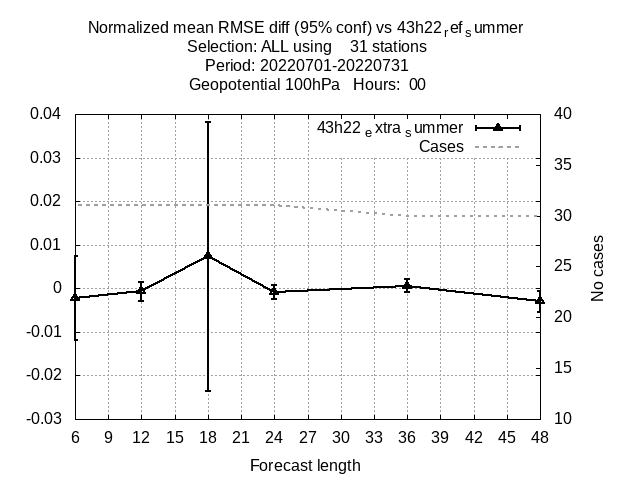 Normalized mean RMSE diff (95% conf) vs 43h22refsummer
Selection: ALL using    31 stations
Period: 20220701-20220731
Geopotential 100hPa   Hours:  00
43h22extrasummer
Cases
0.04
0.03
0.02
0.01
0
-0.01
-0.02
-0.03
40
35
30
25
20
15
10
No cases
6 9 12 15 18 21 24 27 30 33 36 39 42 45 48
Forecast length